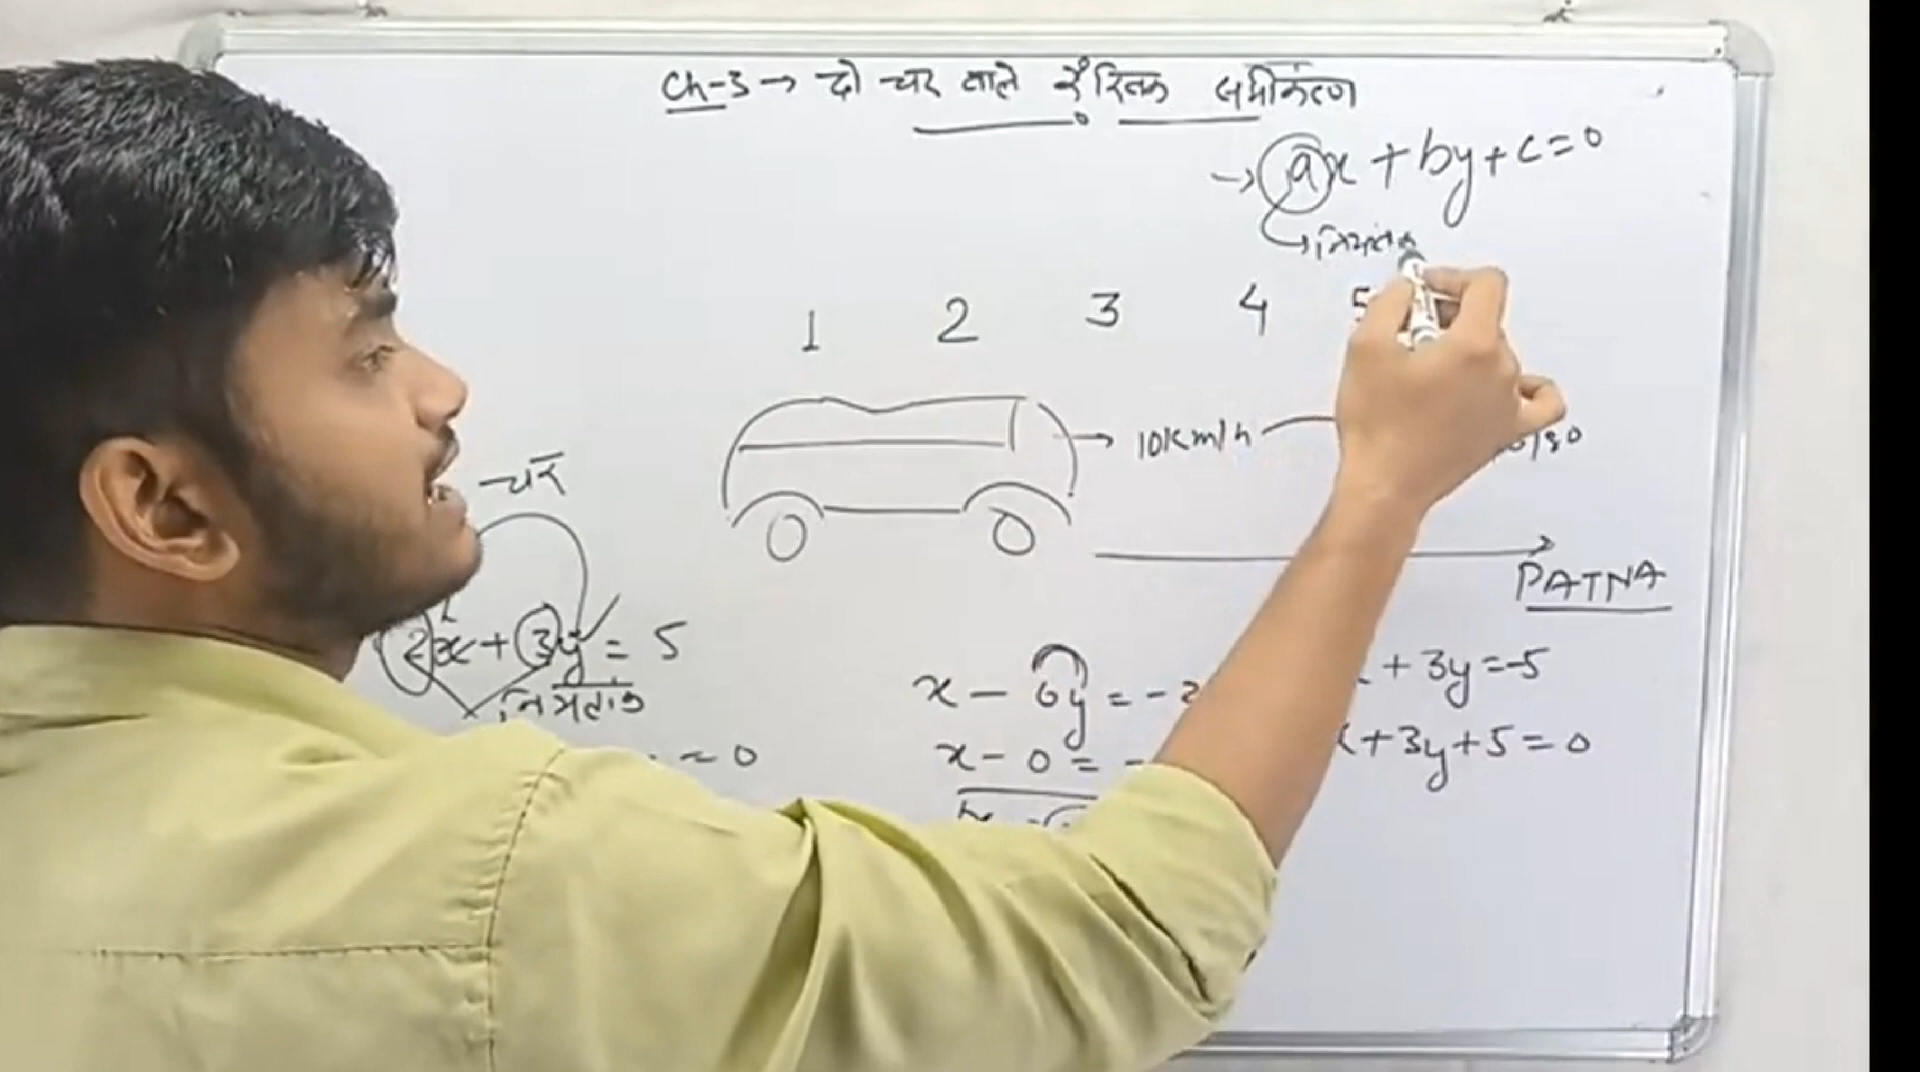 Ch-3 → दो चर वाले रैखिक समीकरण
→ ax + by + c = 0
→ नियतांक
1 2 3 4 5
→ 10km/h
PATNA
चर
2x + 3y = 5
नियतांक
= 0
x - 6y = -2
x - 0 = -
+ 3y = -5
x + 3y + 5 = 0